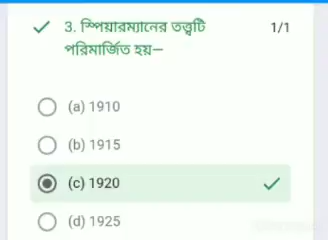 3. স্পিয়ারম্যানের তত্ত্বটি 1/1
পরিমার্জিত হয়—
(a) 1910
(b) 1915
(c) 1920
(d) 1925